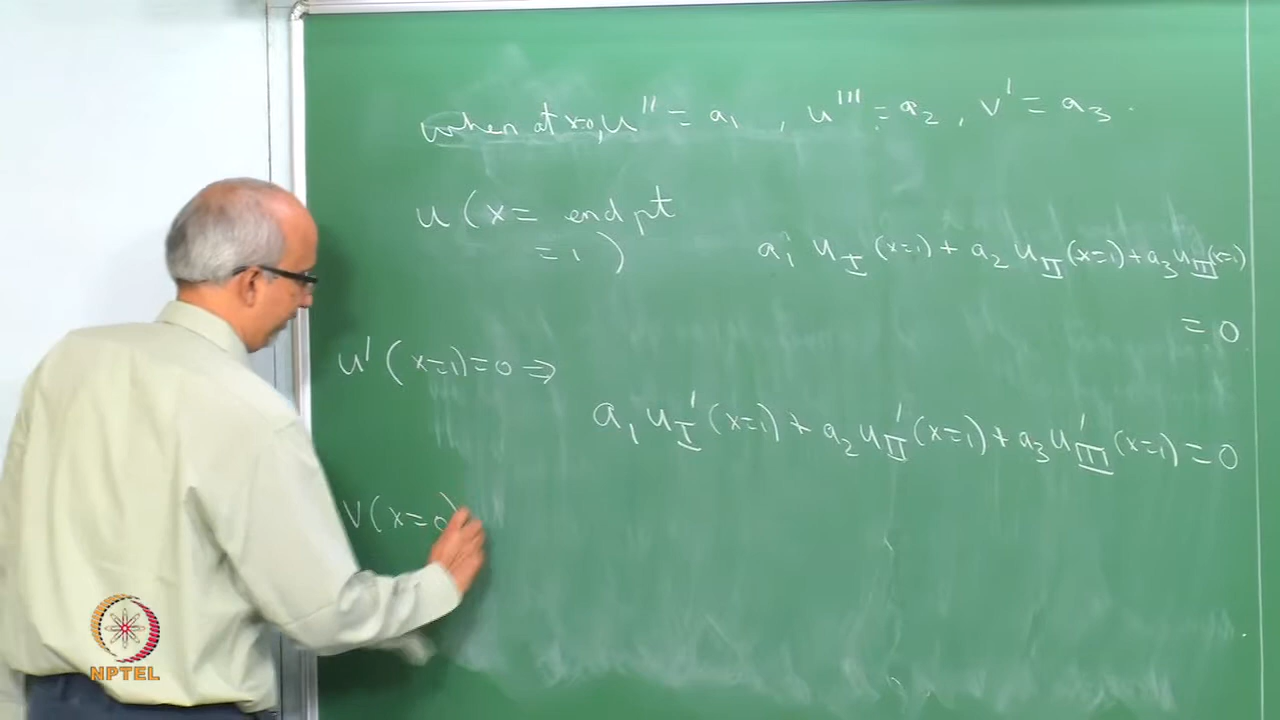 when at x=0, u'' = a₁ , u''' = a₂ , v' = a₃ .
u ( x = end pt
= 1 )
a₁ u_I (x=1) + a₂ u_II (x=1) + a₃ u_III (x=1)
= 0
u' ( x=1) = 0 ⇒
a₁ u_I' (x=1) + a₂ u_II' (x=1) + a₃ u_III' (x=1) = 0
V ( x = 0 )
NPTEL